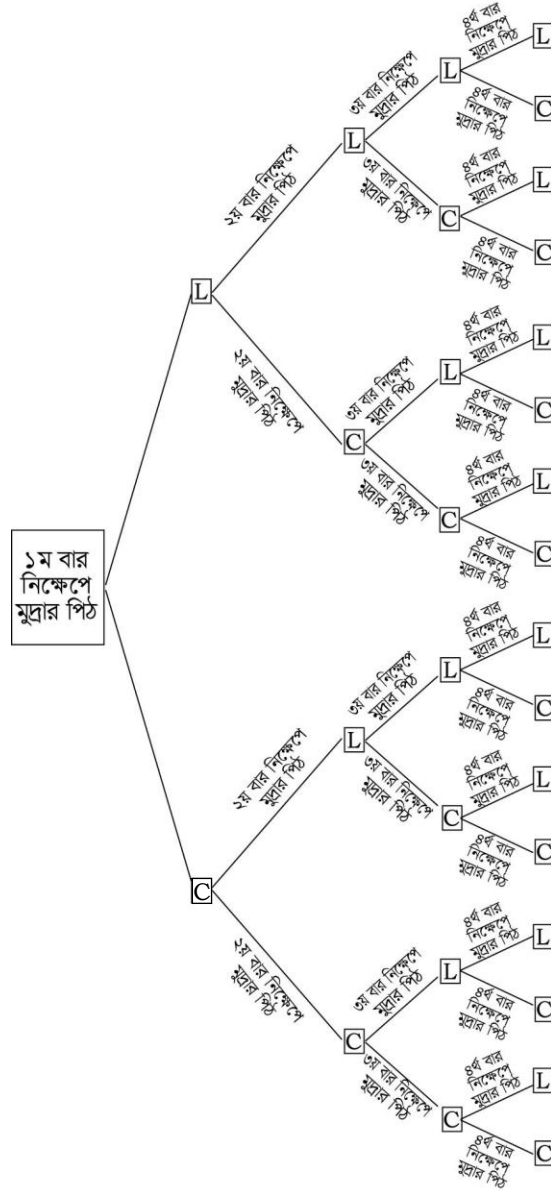 ১ম বার
নিক্ষেপে
মুদ্রার পিঠ
L
C
২য় বার নিক্ষেপে
মুদ্রার পিঠ
২য় বার নিক্ষেপে
মুদ্রার পিঠ
২য় বার নিক্ষেপে
মুদ্রার পিঠ
২য় বার নিক্ষেপে
মুদ্রার পিঠ
L
C
L
C
৩য় বার নিক্ষেপে
মুদ্রার পিঠ
৩য় বার নিক্ষেপে
মুদ্রার পিঠ
৩য় বার নিক্ষেপে
মুদ্রার পিঠ
৩য় বার নিক্ষেপে
মুদ্রার পিঠ
৩য় বার নিক্ষেপে
মুদ্রার পিঠ
৩য় বার নিক্ষেপে
মুদ্রার পিঠ
৩য় বার নিক্ষেপে
মুদ্রার পিঠ
৩য় বার নিক্ষেপে
মুদ্রার পিঠ
L
C
L
C
L
C
L
C
৪র্থ বার
নিক্ষেপে
মুদ্রার পিঠ
৪র্থ বার
নিক্ষেপে
মুদ্রার পিঠ
৪র্থ বার
নিক্ষেপে
মুদ্রার পিঠ
৪র্থ বার
নিক্ষেপে
মুদ্রার পিঠ
৪র্থ বার
নিক্ষেপে
মুদ্রার পিঠ
৪র্থ বার
নিক্ষেপে
মুদ্রার পিঠ
৪র্থ বার
নিক্ষেপে
মুদ্রার পিঠ
৪র্থ বার
নিক্ষেপে
মুদ্রার পিঠ
৪র্থ বার
নিক্ষেপে
মুদ্রার পিঠ
৪র্থ বার
নিক্ষেপে
মুদ্রার পিঠ
৪র্থ বার
নিক্ষেপে
মুদ্রার পিঠ
৪র্থ বার
নিক্ষেপে
মুদ্রার পিঠ
৪র্থ বার
নিক্ষেপে
মুদ্রার পিঠ
৪র্থ বার
নিক্ষেপে
মুদ্রার পিঠ
৪র্থ বার
নিক্ষেপে
মুদ্রার পিঠ
৪র্থ বার
নিক্ষেপে
মুদ্রার পিঠ
L
C
L
C
L
C
L
C
L
C
L
C
L
C
L
C